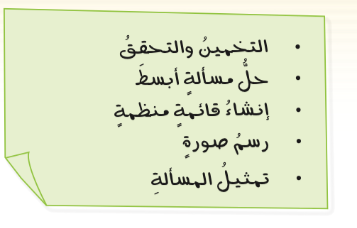 • التخمينُ والتحققُ
• حلُّ مسألةٍ أبسطَ
• إنشاءُ قائمةٍ منظمةٍ
• رسمُ صورةٍ
• تمثيلُ المسألةِ